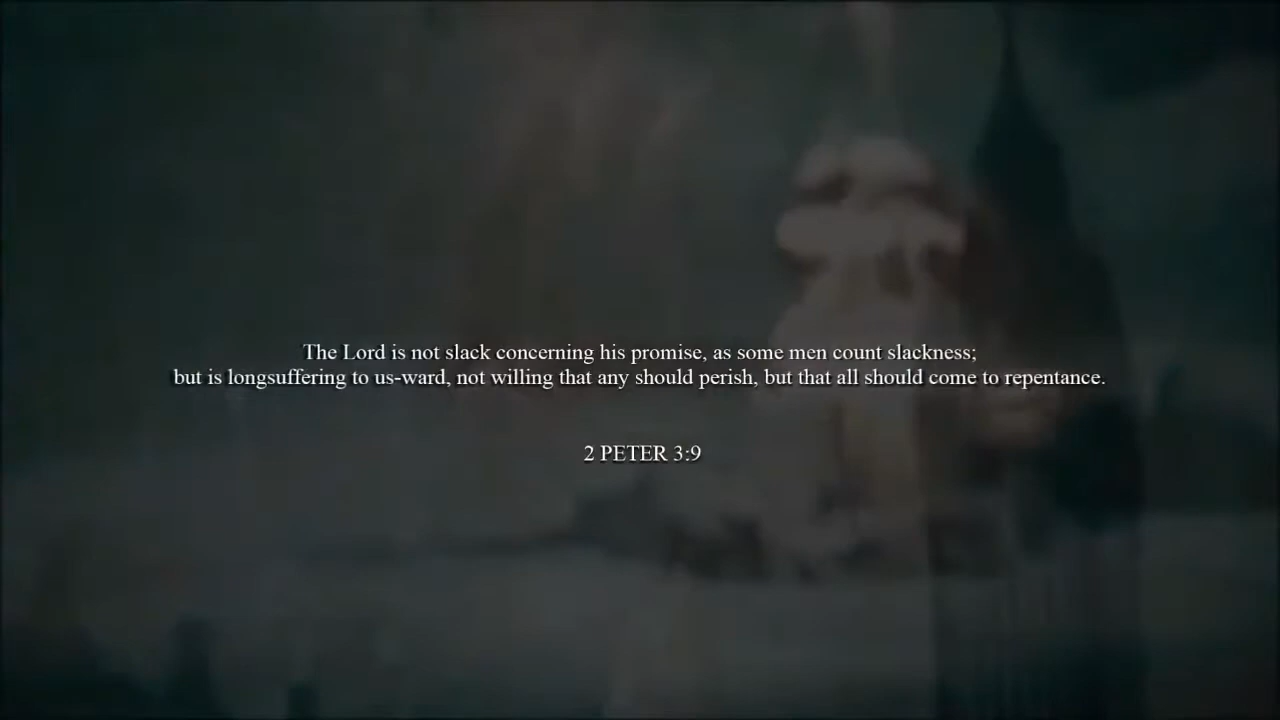 The Lord is not slack concerning his promise, as some men count slackness;
but is longsuffering to us-ward, not willing that any should perish, but that all should come to repentance.
2 PETER 3:9